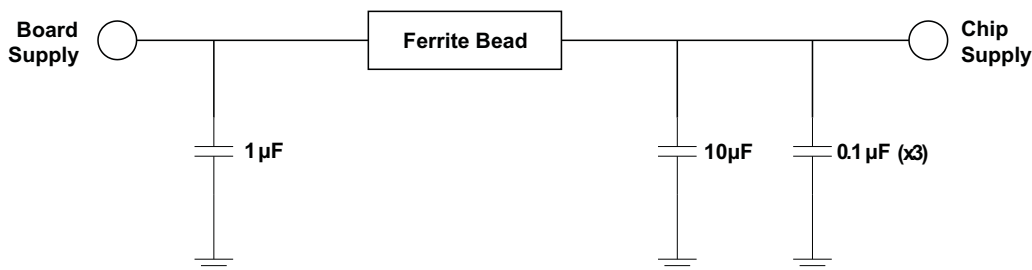 Board
Supply
Ferrite Bead
Chip
Supply
1 µF
10µF
0.1 µF (x3)